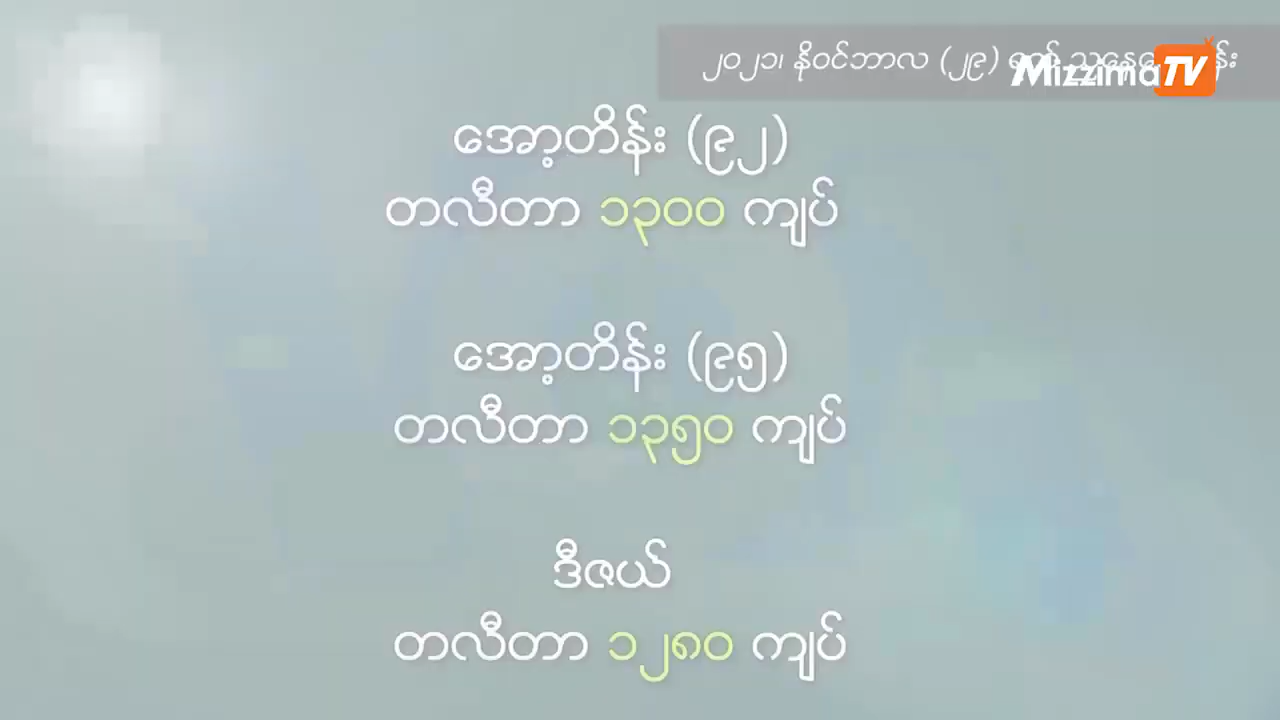 ၂၀၂၁၊ နိုဝင်ဘာလ (၂၉) ရက်
MizzimaTV
အော့တိန်း (၉၂)
တလီတာ ၁၃၀၀ ကျပ်
အော့တိန်း (၉၅)
တလီတာ ၁၃၅၀ ကျပ်
ဒီဇယ်
တလီတာ ၁၂၈၀ ကျပ်